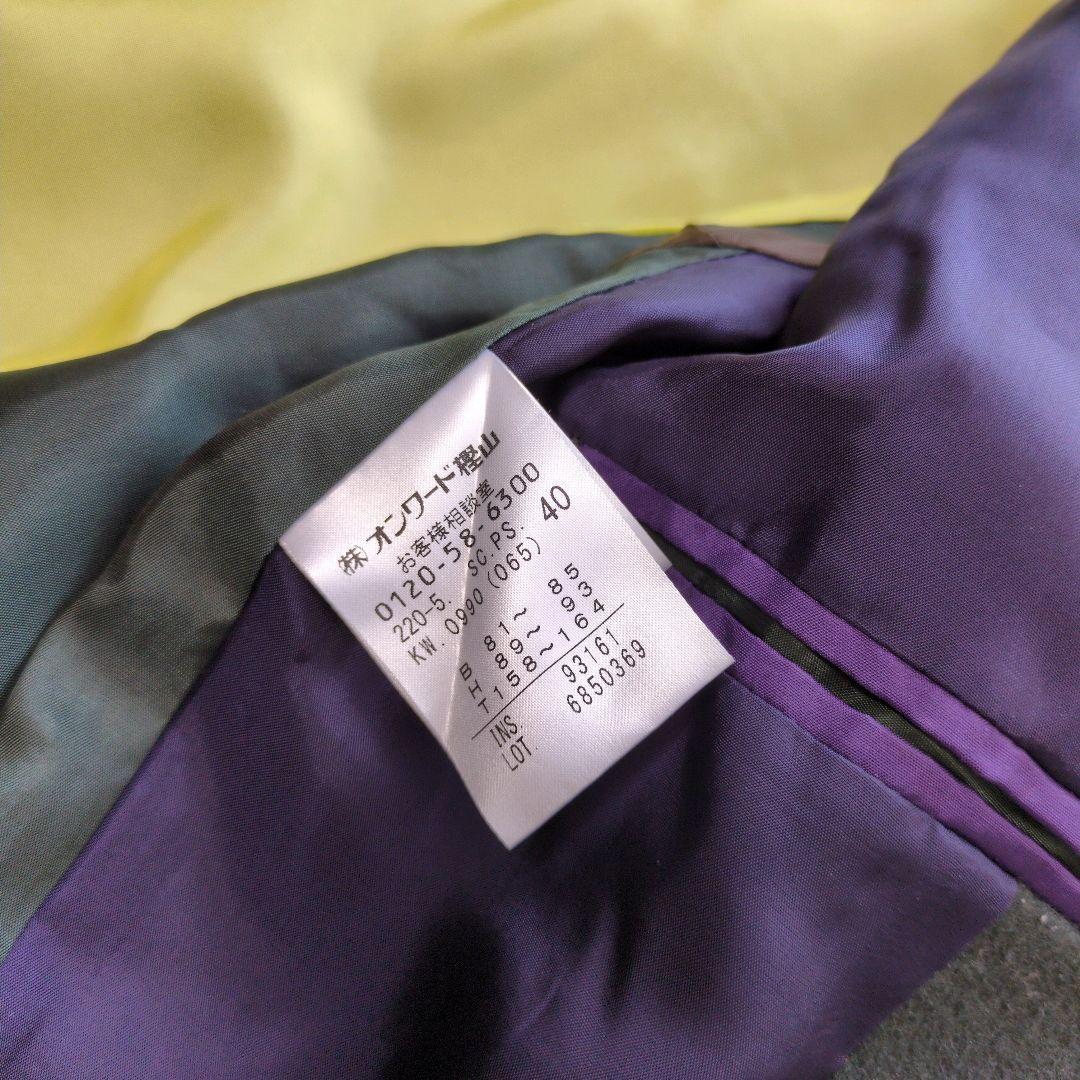 ㈱オンワード樫山
お客様相談室
0120-58-6300
220-5. SC.PS. 40
KW. 0990 (065)
B 81～ 85
H 89～ 93
T158～164
INS. 93161
LOT. 6850369